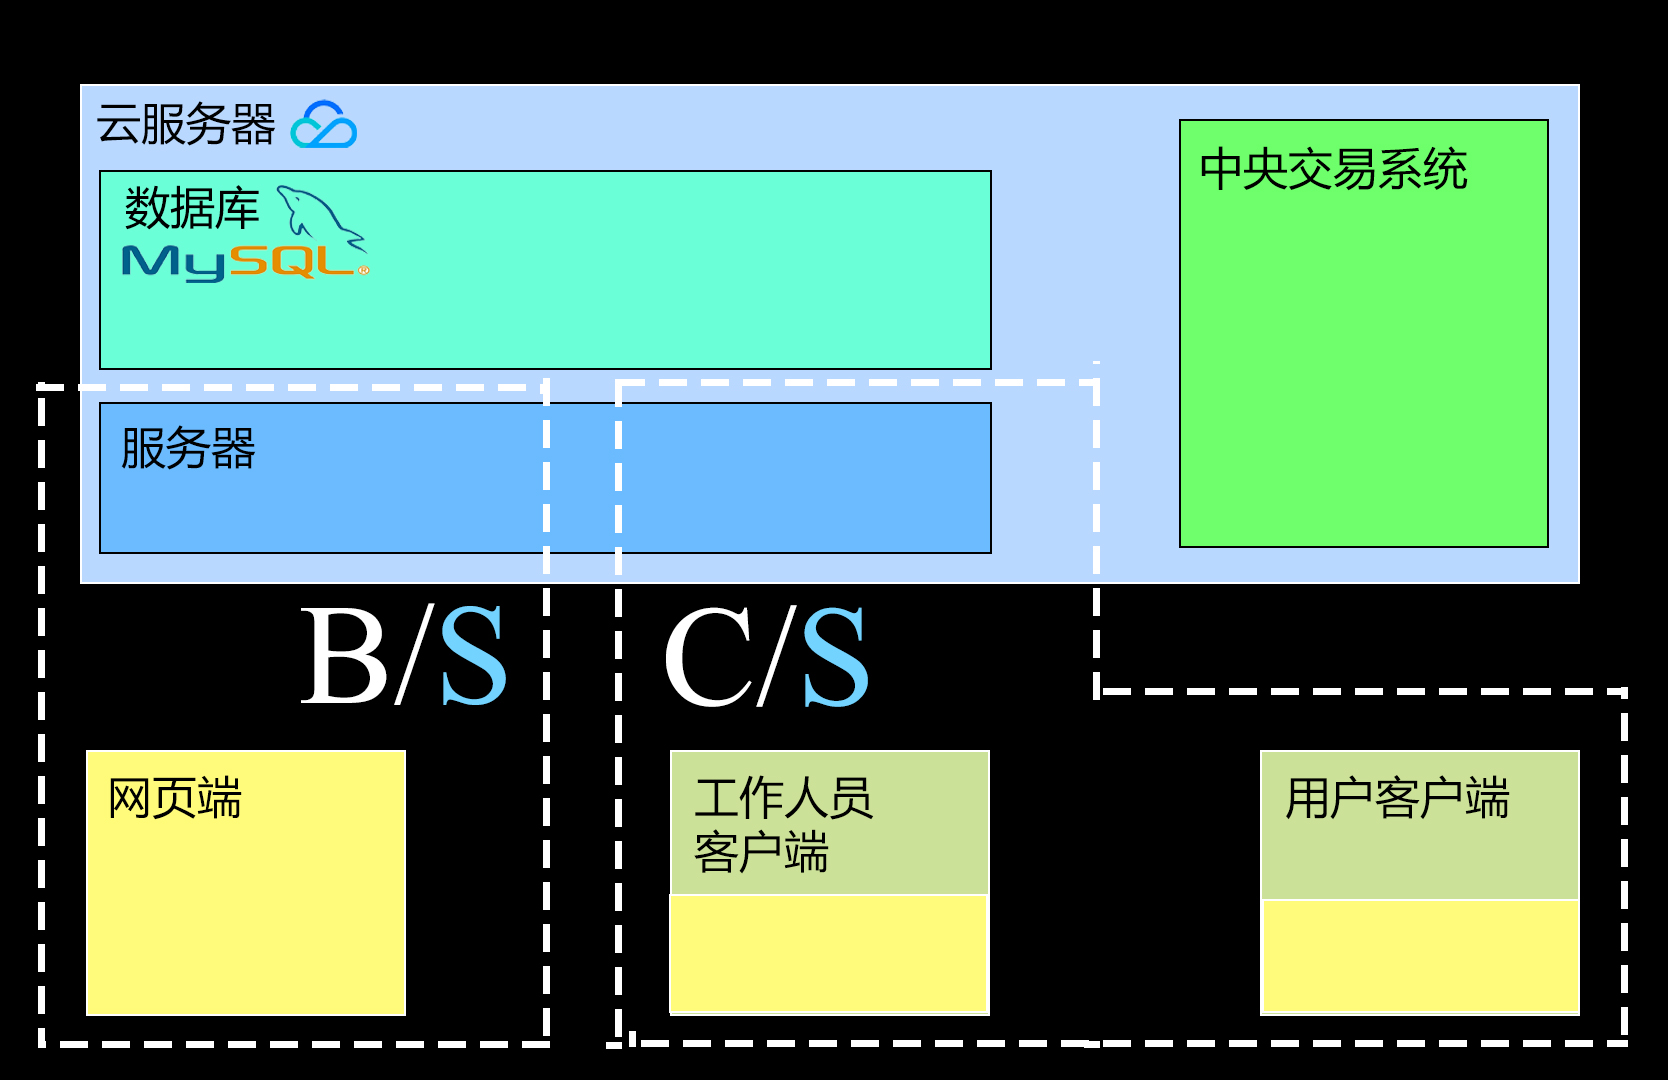 云服务器
中央交易系统
数据库
MySQL®
服务器
B/S
C/S
网页端
工作人员
客户端
用户客户端